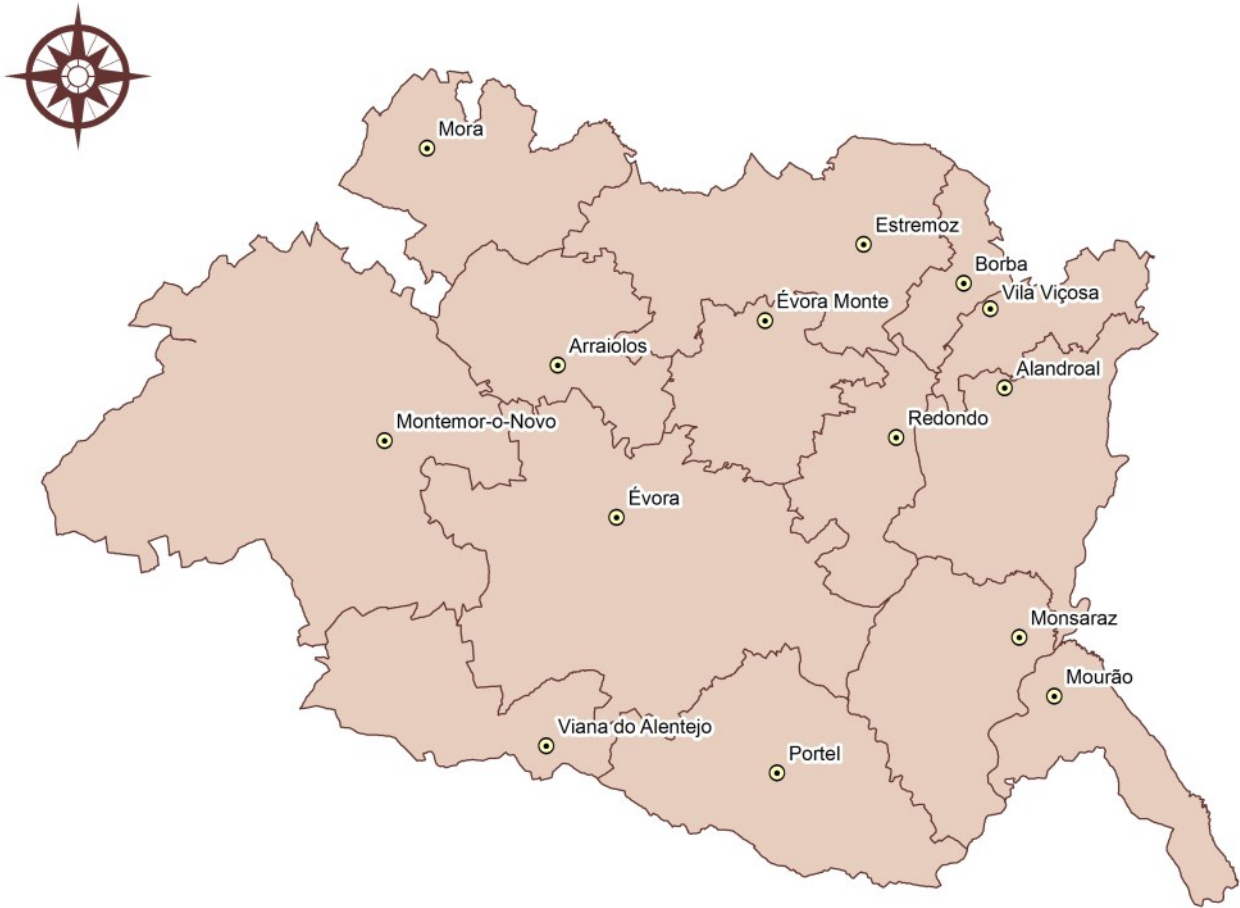 Mora
Estremoz
Borba
Évora Monte
Vila Viçosa
Arraiolos
Alandroal
Montemor-o-Novo
Redondo
Évora
Monsaraz
Mourão
Viana do Alentejo
Portel